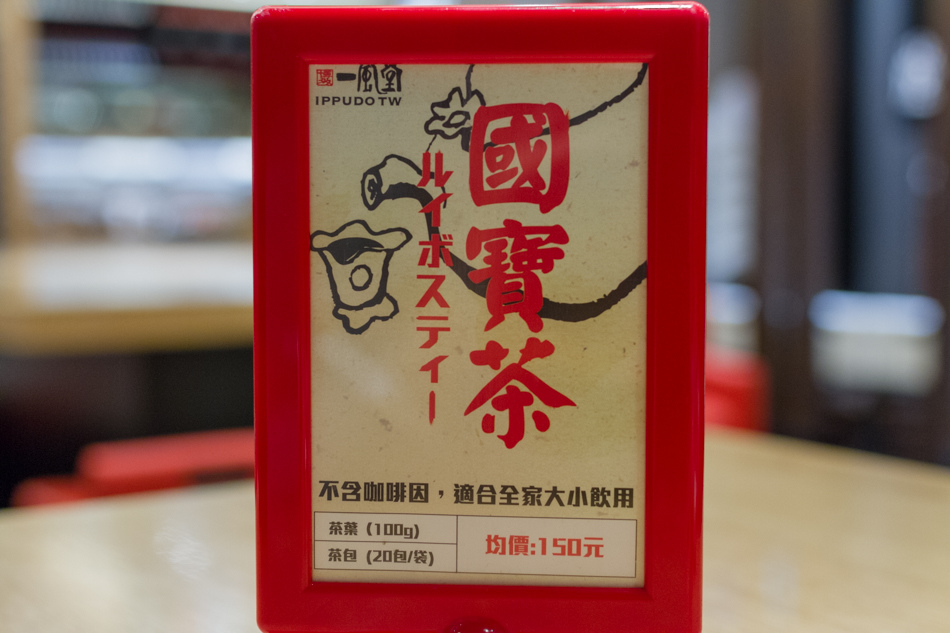 一風堂
IPPUDO TW
國寶茶
ルイボスティー
不含咖啡因，適合全家大小飲用
茶葉 (100g)
茶包 (20包/袋)
均價:150元